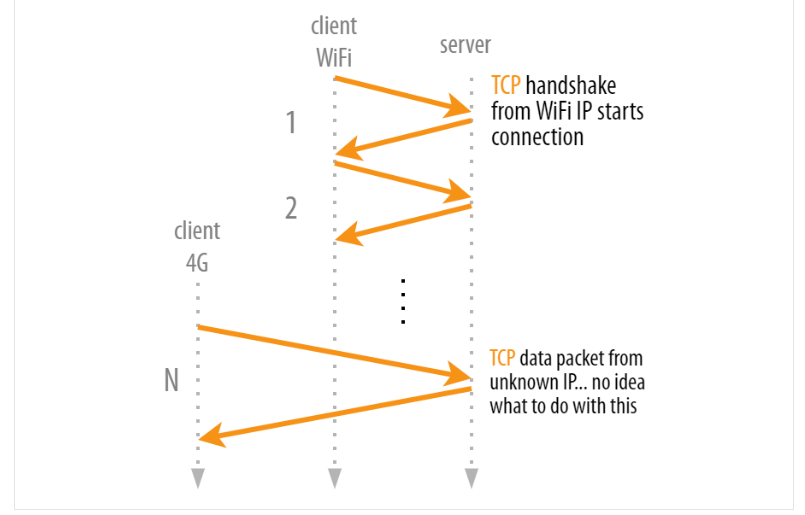 client
WiFi
server
TCP handshake
from WiFi IP starts
connection
1
2
client
4G
N
TCP data packet from
unknown IP... no idea
what to do with this